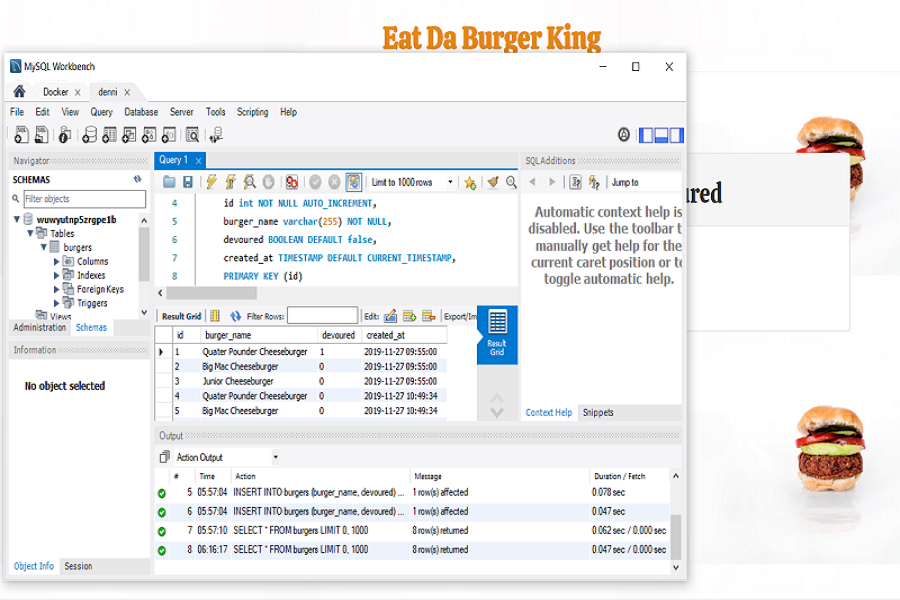 Eat Da Burger King
MySQL Workbench
Docker denni
File Edit View Query Database Server Tools Scripting Help
Navigator
SCHEMAS
Filter objects
wuwyutnp5zrgpe1b
Tables
burgers
Columns
Indexes
Foreign Keys
Triggers
Views
Administration Schemas
Information
No object selected
Object Info Session
Query 1
Limit to 1000 rows
4 id int NOT NULL AUTO_INCREMENT,
5 burger_name varchar(255) NOT NULL,
6 devoured BOOLEAN DEFAULT false,
7 created_at TIMESTAMP DEFAULT CURRENT_TIMESTAMP,
8 PRIMARY KEY (id)
Result Grid Filter Rows: Edit: Export/Im
id burger_name devoured created_at
1 Quater Pounder Cheeseburger 1 2019-11-27 09:55:00
2 Big Mac Cheeseburger 0 2019-11-27 09:55:00
3 Junior Cheeseburger 0 2019-11-27 09:55:00
4 Quater Pounder Cheeseburger 0 2019-11-27 10:49:34
5 Big Mac Cheeseburger 0 2019-11-27 10:49:34
Result
Grid
SQLAdditions
Jump to
Automatic context help is
disabled. Use the toolbar t
manually get help for the
current caret position or to
toggle automatic help.
Context Help Snippets
ured
Output
Action Output
# Time Action Message Duration / Fetch
5 05:57:04 INSERT INTO burgers (burger_name, devoured) ... 1 row(s) affected 0.078 sec
6 05:57:04 INSERT INTO burgers (burger_name, devoured) ... 1 row(s) affected 0.047 sec
7 05:57:10 SELECT * FROM burgers LIMIT 0, 1000 8 row(s) returned 0.062 sec / 0.000 sec
8 06:16:17 SELECT * FROM burgers LIMIT 0, 1000 8 row(s) returned 0.047 sec / 0.000 sec